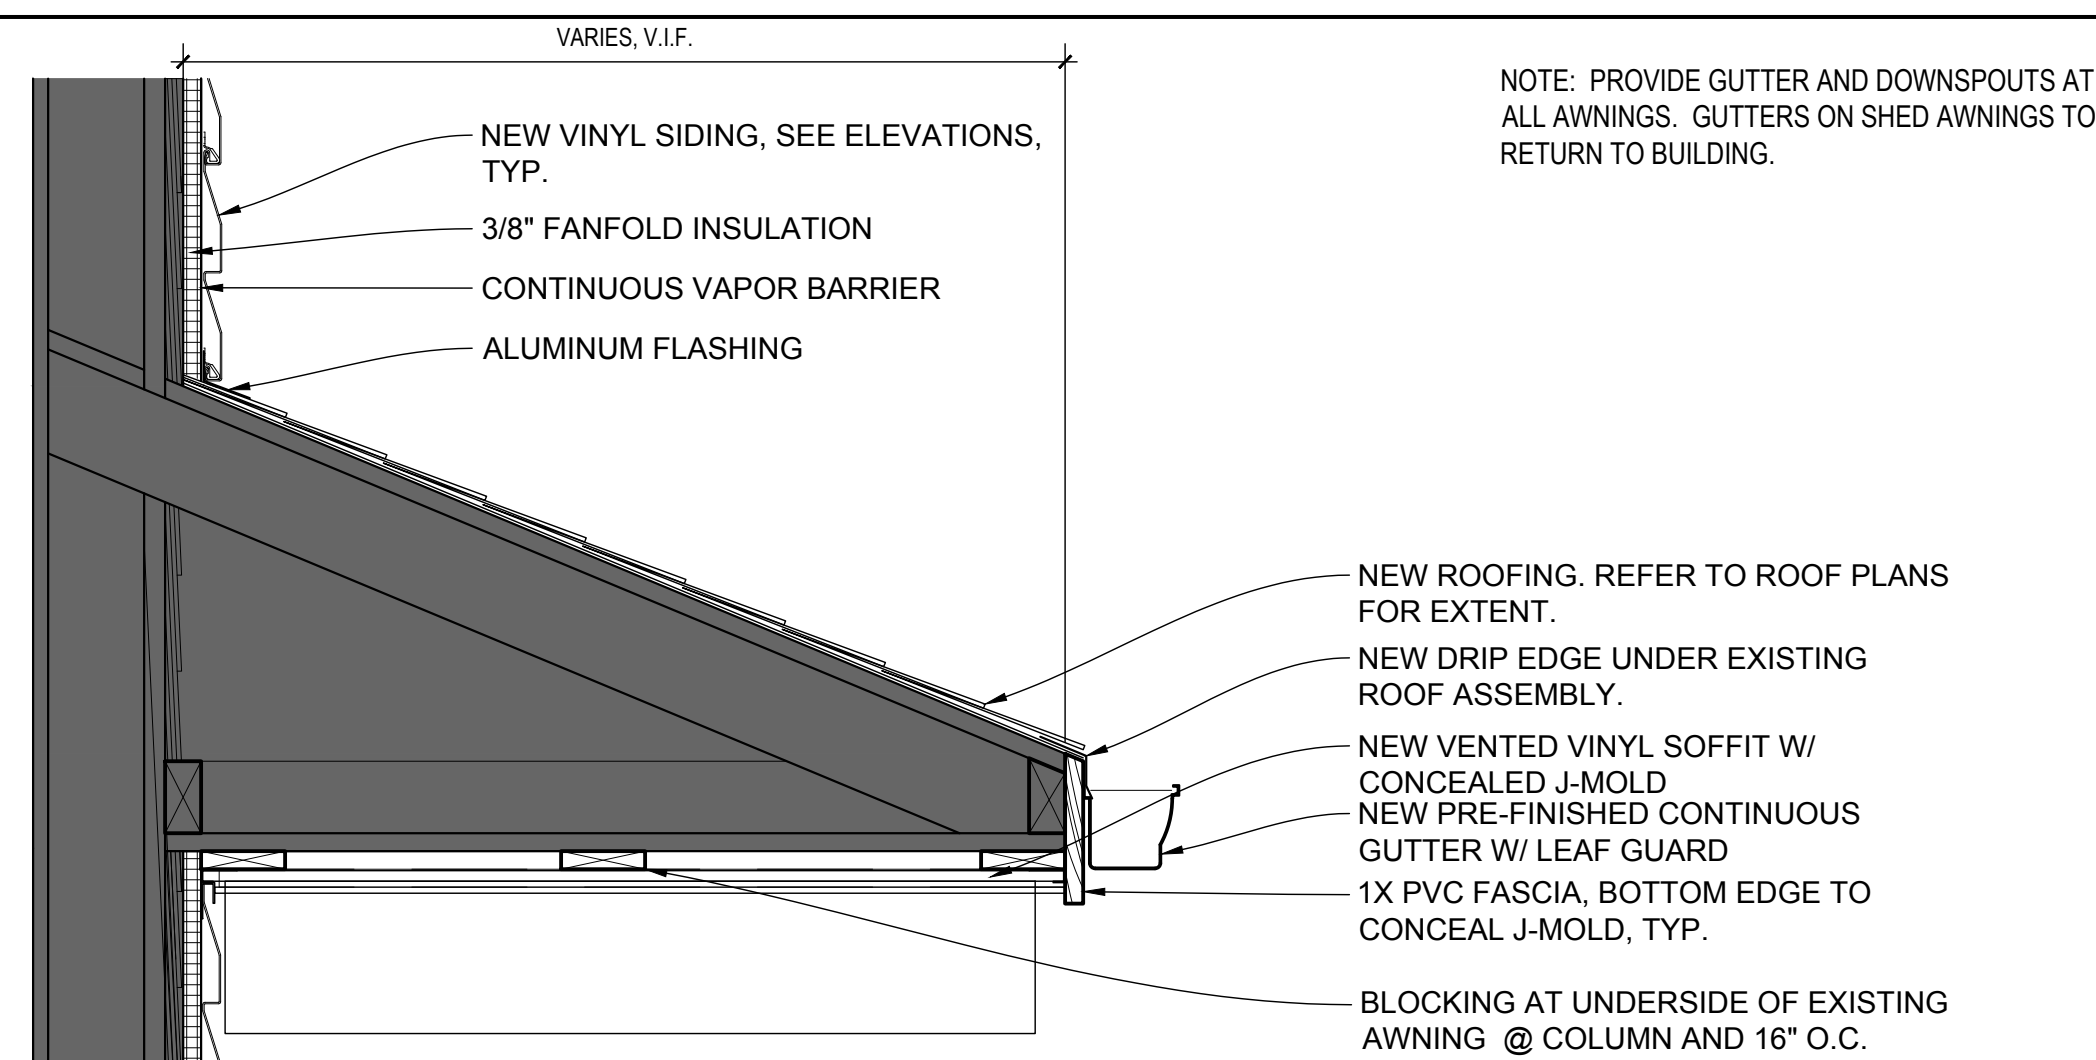 VARIES, V.I.F.
NOTE: PROVIDE GUTTER AND DOWNSPOUTS AT
ALL AWNINGS. GUTTERS ON SHED AWNINGS TO
RETURN TO BUILDING.
NEW VINYL SIDING, SEE ELEVATIONS,
TYP.
3/8" FANFOLD INSULATION
CONTINUOUS VAPOR BARRIER
ALUMINUM FLASHING
NEW ROOFING. REFER TO ROOF PLANS
FOR EXTENT.
NEW DRIP EDGE UNDER EXISTING
ROOF ASSEMBLY.
NEW VENTED VINYL SOFFIT W/
CONCEALED J-MOLD
NEW PRE-FINISHED CONTINUOUS
GUTTER W/ LEAF GUARD
1X PVC FASCIA, BOTTOM EDGE TO
CONCEAL J-MOLD, TYP.
BLOCKING AT UNDERSIDE OF EXISTING
AWNING @ COLUMN AND 16" O.C.